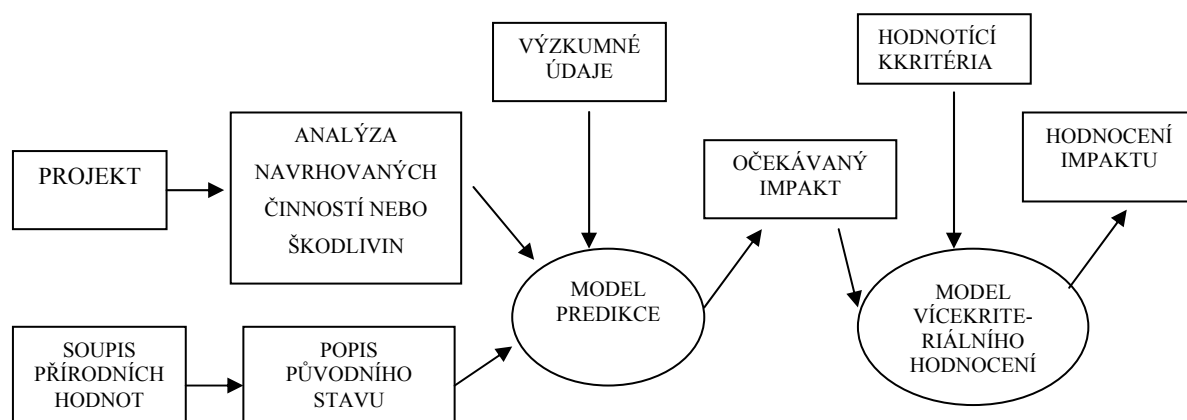 VÝZKUMNÉ
ÚDAJE
HODNOTÍCÍ
KKRITÉRIA
ANALÝZA
NAVRHOVANÝCH
ČINNOSTÍ NEBO
ŠKODLIVIN
PROJEKT
OČEKÁVANÝ
IMPAKT
HODNOCENÍ
IMPAKTU
MODEL
PREDIKCE
MODEL
VÍCEKRITE-
RIÁLNÍHO
HODNOCENÍ
SOUPIS
PŘÍRODNÍCH
HODNOT
POPIS
PŮVODNÍHO
STAVU